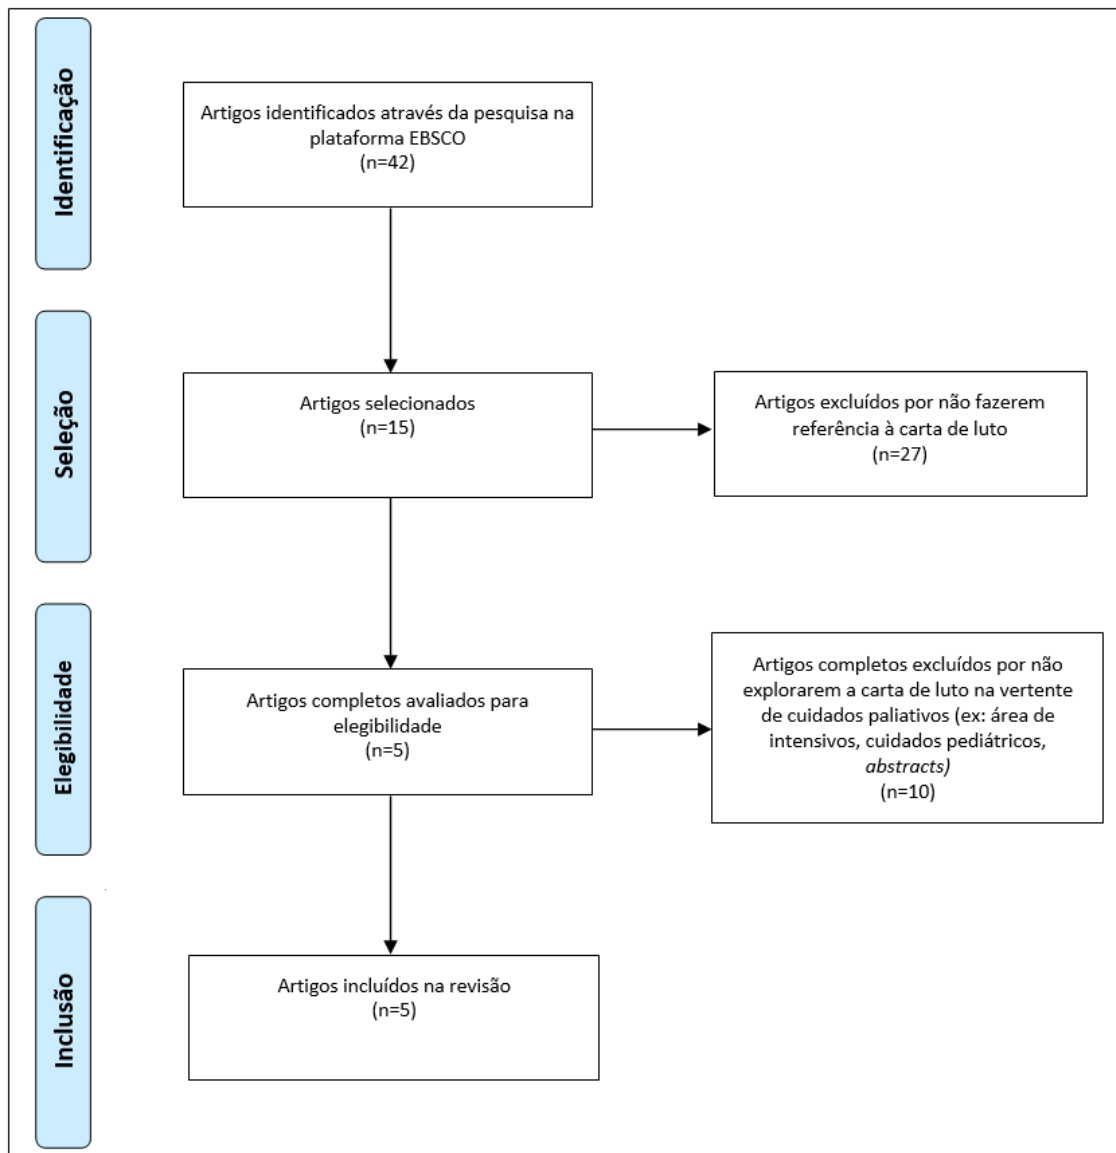 Identificação
Artigos identificados através da pesquisa na
plataforma EBSCO
(n=42)
Seleção
Artigos selecionados
(n=15)
Artigos excluídos por não fazerem
referência à carta de luto
(n=27)
Elegibilidade
Artigos completos avaliados para
elegibilidade
(n=5)
Artigos completos excluídos por não
explorarem a carta de luto na vertente
de cuidados paliativos (ex: área de
intensivos, cuidados pediátricos,
abstracts)
(n=10)
Inclusão
Artigos incluídos na revisão
(n=5)